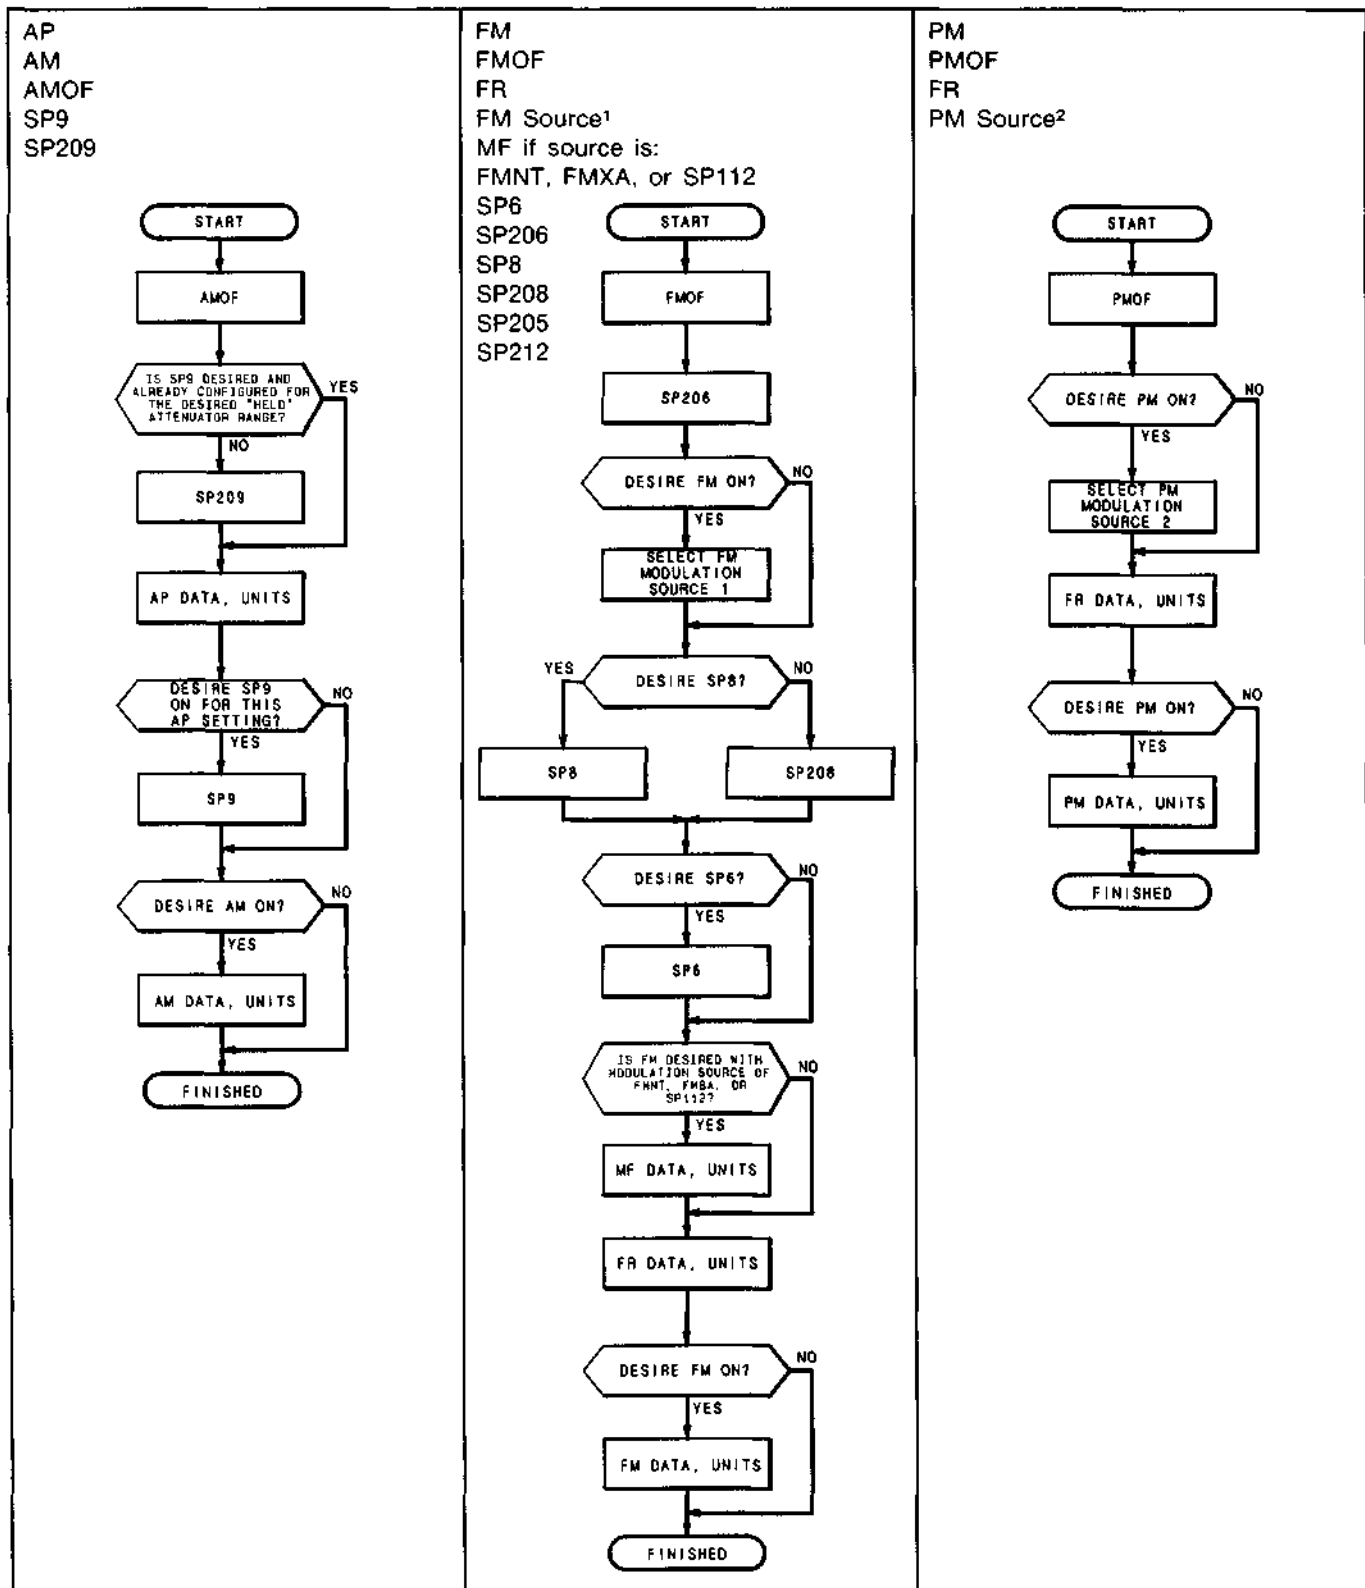 AP
AM
AMOF
SP9
SP209
START
AMOF
IS SP9 DESIRED AND
ALREADY CONFIGURED FOR
THE DESIRED "HELD"
ATTENUATOR RANGE?
YES
NO
SP209
AP DATA, UNITS
DESIRE SP9
ON FOR THIS
AP SETTING?
NO
YES
SP9
DESIRE AM ON?
NO
YES
AM DATA, UNITS
FINISHED
FM
FMOF
FR
FM Source¹
MF if source is:
FMNT, FMXA, or SP112
SP6
SP206
SP8
SP208
SP205
SP212
START
FMOF
SP206
DESIRE FM ON?
NO
YES
SELECT FM
MODULATION
SOURCE 1
DESIRE SP8?
YES
NO
SP8
SP208
DESIRE SP6?
NO
YES
SP6
IS FM DESIRED WITH
MODULATION SOURCE OF
FMNT, FMBA, OR
SP112?
NO
YES
MF DATA, UNITS
FR DATA, UNITS
DESIRE FM ON?
NO
YES
FM DATA, UNITS
FINISHED
PM
PMOF
FR
PM Source²
START
PMOF
DESIRE PM ON?
NO
YES
SELECT PM
MODULATION
SOURCE 2
FR DATA, UNITS
DESIRE PM ON?
NO
YES
PM DATA, UNITS
FINISHED